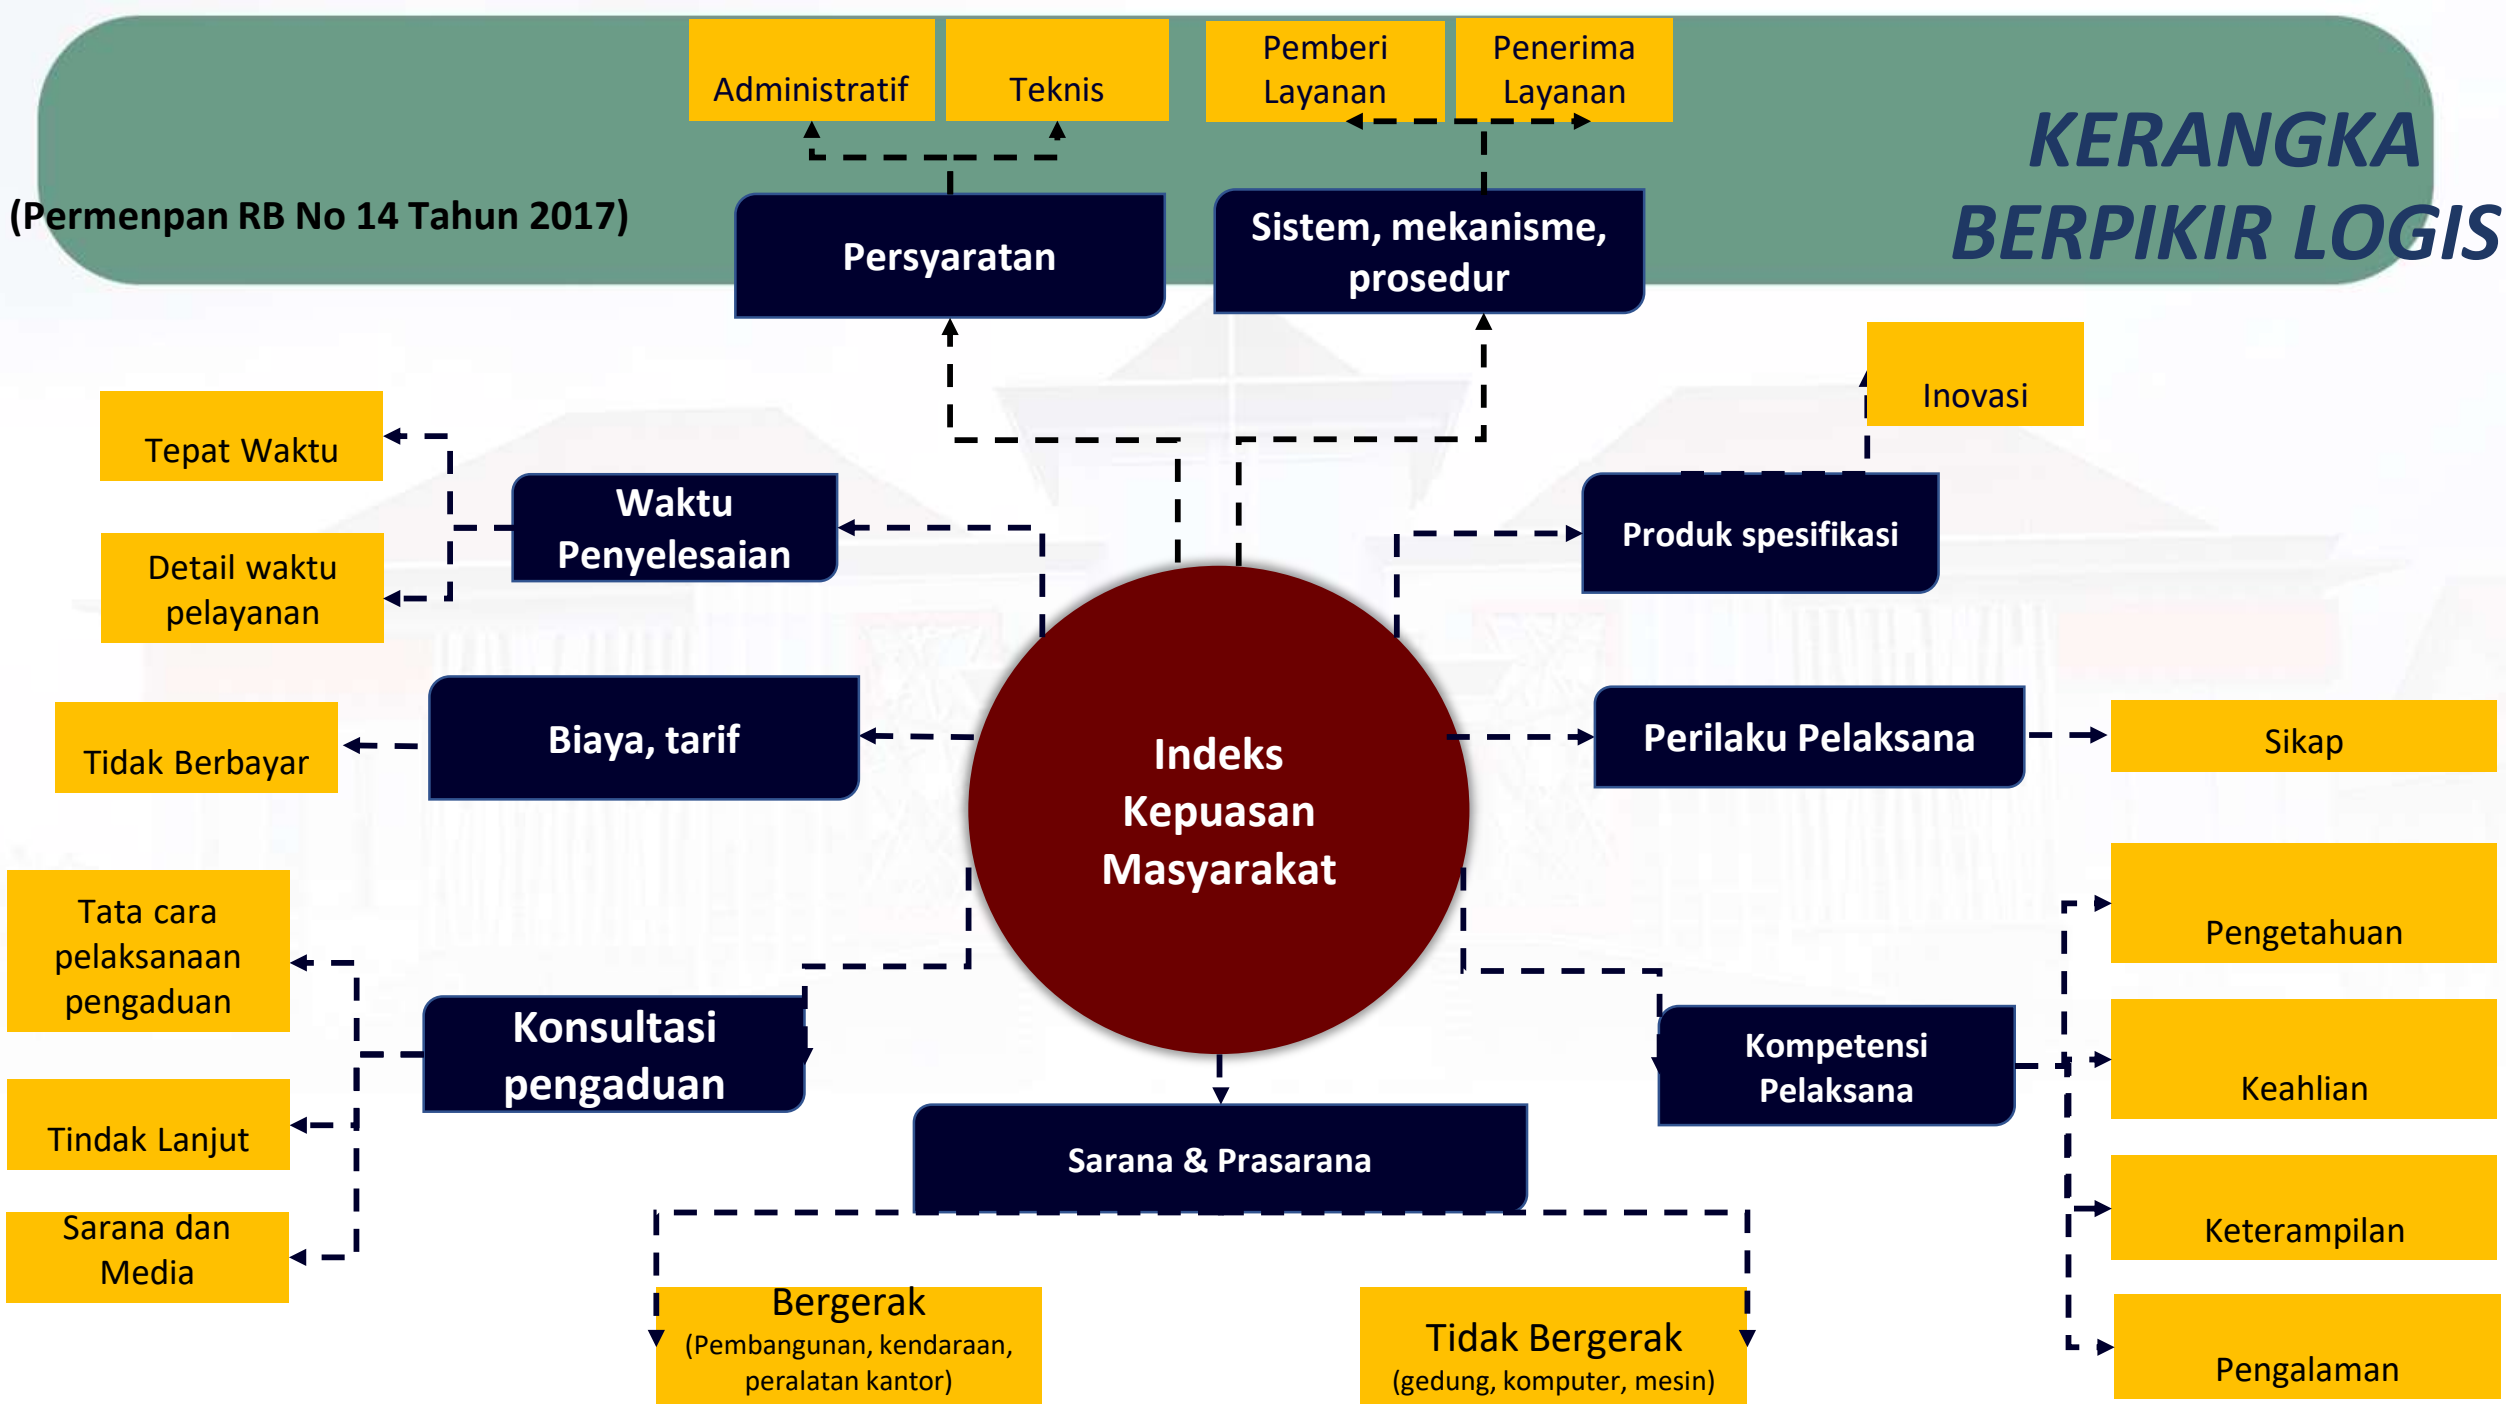 Administratif
Teknis
Pemberi
Layanan
Penerima
Layanan
KERANGKA
BERPIKIR LOGIS
(Permenpan RB No 14 Tahun 2017)
Persyaratan
Sistem, mekanisme,
prosedur
Inovasi
Tepat Waktu
Waktu
Penyelesaian
Produk spesifikasi
Detail waktu
pelayanan
Tidak Berbayar
Biaya, tarif
Indeks
Kepuasan
Masyarakat
Perilaku Pelaksana
Sikap
Tata cara
pelaksanaan
pengaduan
Pengetahuan
Konsultasi
pengaduan
Kompetensi
Pelaksana
Keahlian
Tindak Lanjut
Sarana & Prasarana
Sarana dan
Media
Keterampilan
Bergerak
(Pembangunan, kendaraan,
peralatan kantor)
Tidak Bergerak
(gedung, komputer, mesin)
Pengalaman